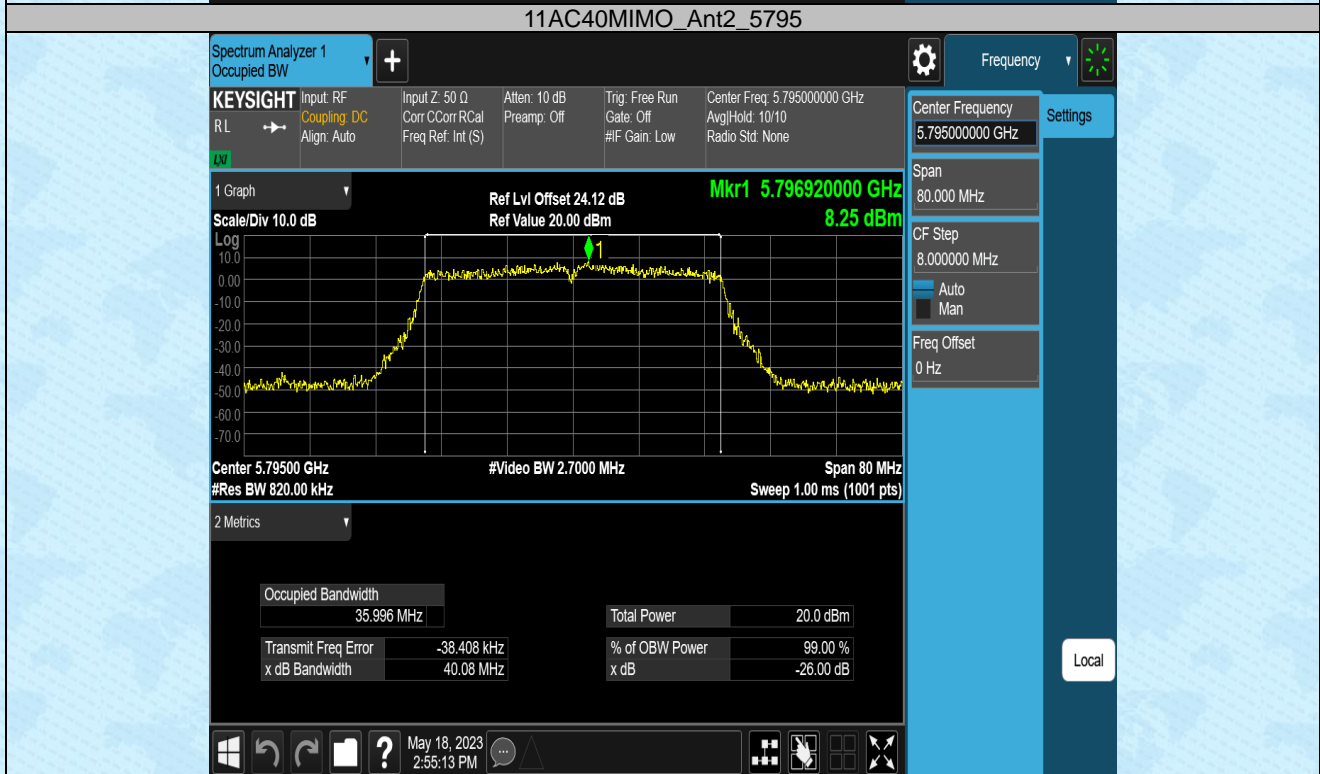 11AC40MIMO_Ant2_5795
Spectrum Analyzer 1
Occupied BW
+
Frequency
KEYSIGHT
RL
LXI
Input: RF
Coupling: DC
Align: Auto
Input Z: 50 Ω
Corr CCorr RCal
Freq Ref: Int (S)
Atten: 10 dB
Preamp: Off
Trig: Free Run
Gate: Off
#IF Gain: Low
Center Freq: 5.795000000 GHz
Avg|Hold: 10/10
Radio Std: None
Center Frequency
5.795000000 GHz
Settings
Span
80.000 MHz
CF Step
8.000000 MHz
Auto
Man
Freq Offset
0 Hz
1 Graph
Scale/Div 10.0 dB
Ref Lvl Offset 24.12 dB
Ref Value 20.00 dBm
Mkr1 5.796920000 GHz
8.25 dBm
Log
10.0
0.00
-10.0
-20.0
-30.0
-40.0
-50.0
-60.0
-70.0
1
Center 5.79500 GHz
#Res BW 820.00 kHz
#Video BW 2.7000 MHz
Span 80 MHz
Sweep 1.00 ms (1001 pts)
2 Metrics
Occupied Bandwidth
35.996 MHz
Total Power 20.0 dBm
Transmit Freq Error -38.408 kHz
% of OBW Power 99.00 %
x dB Bandwidth 40.08 MHz
x dB -26.00 dB
Local
?
May 18, 2023
2:55:13 PM